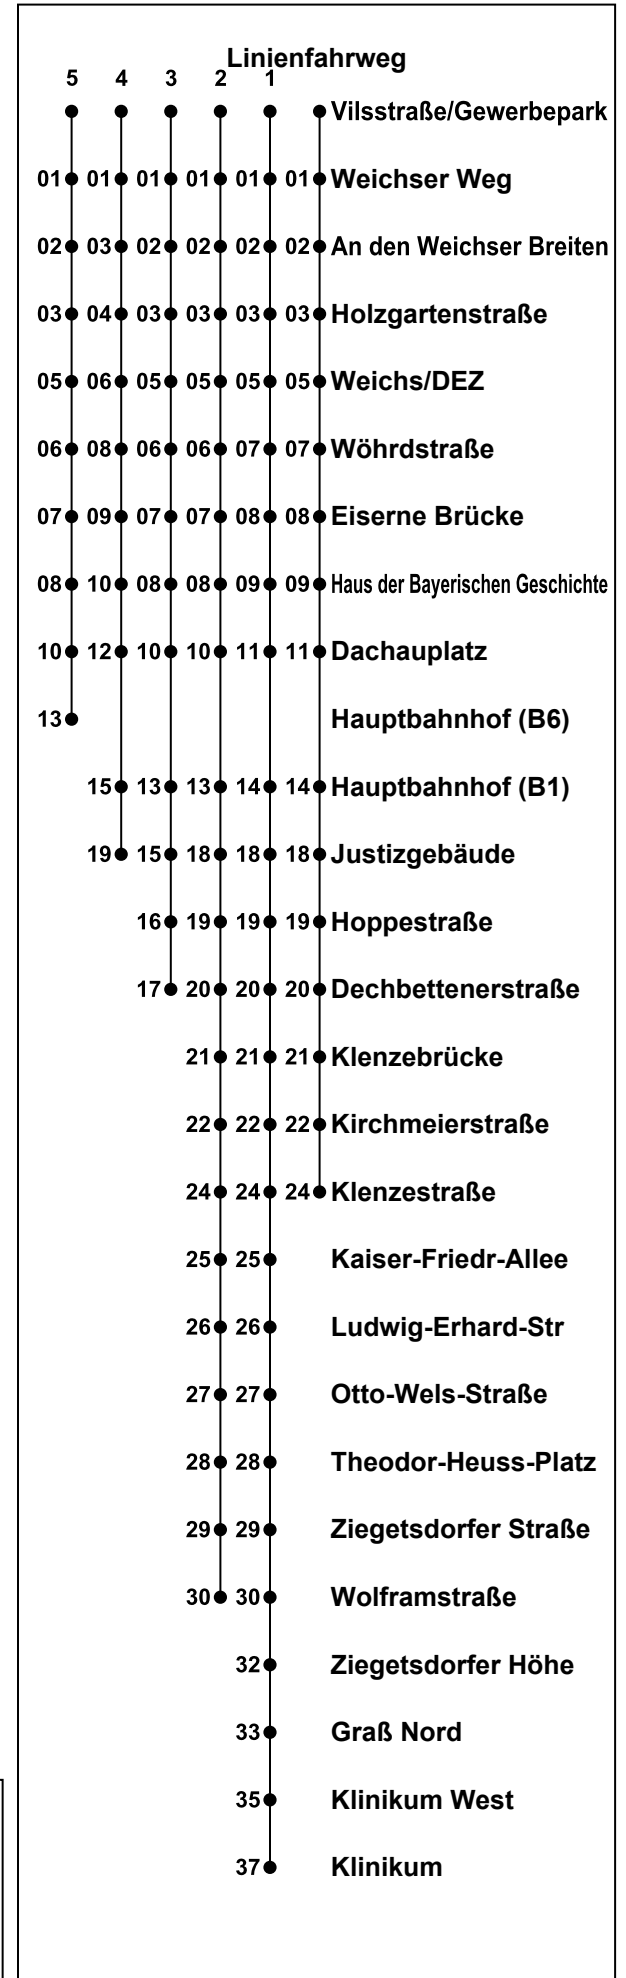 Linienfahrweg
5 4 3 2 1
Vilsstraße/Gewerbepark
01 01 01 01 01 01 Weichser Weg
02 03 02 02 02 02 An den Weichser Breiten
03 04 03 03 03 03 Holzgartenstraße
05 06 05 05 05 05 Weichs/DEZ
06 08 06 06 07 07 Wöhrdstraße
07 09 07 07 08 08 Eiserne Brücke
08 10 08 08 09 09 Haus der Bayerischen Geschichte
10 12 10 10 11 11 Dachauplatz
13 Hauptbahnhof (B6)
15 13 13 14 14 Hauptbahnhof (B1)
19 15 18 18 18 Justizgebäude
16 19 19 19 Hoppestraße
17 20 20 20 Dechbettenerstraße
21 21 21 Klenzebrücke
22 22 22 Kirchmeierstraße
24 24 24 Klenzestraße
25 25 Kaiser-Friedr-Allee
26 26 Ludwig-Erhard-Str
27 27 Otto-Wels-Straße
28 28 Theodor-Heuss-Platz
29 29 Ziegetsdorfer Straße
30 30 Wolframstraße
32 Ziegetsdorfer Höhe
33 Graß Nord
35 Klinikum West
37 Klinikum